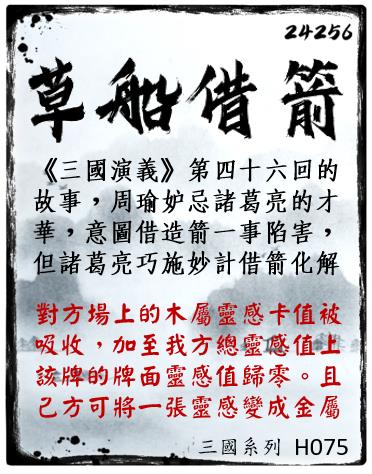 24256
草船借箭
《三國演義》第四十六回的
故事，周瑜妒忌諸葛亮的才
華，意圖借造箭一事陷害，
但諸葛亮巧施妙計借箭化解
對方場上的木屬靈感卡值被
吸收，加至我方總靈感值上
該牌的牌面靈感值歸零。且
己方可將一張靈感變成金屬
三國系列 H075